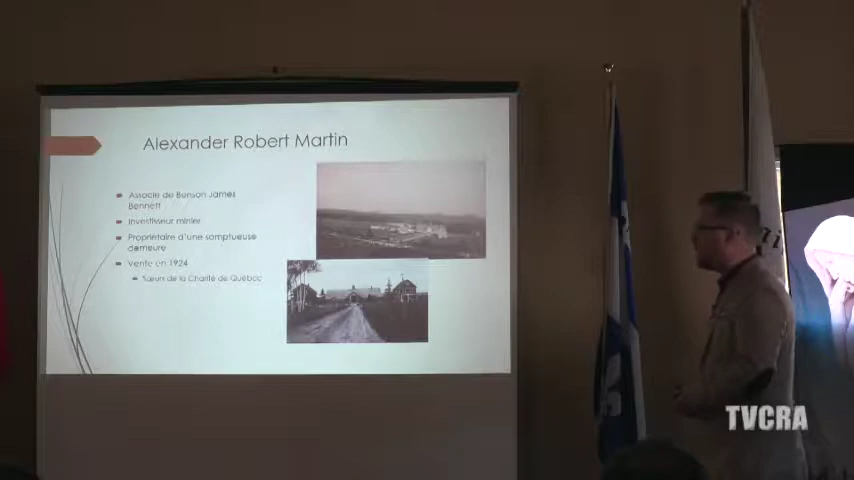 Alexander Robert Martin
Associé de Benson James
Bennett
Investisseur minier
Propriétaire d'une somptueuse
demeure
Vente en 1924
Sœurs de la Charité de Québec
TVCRA